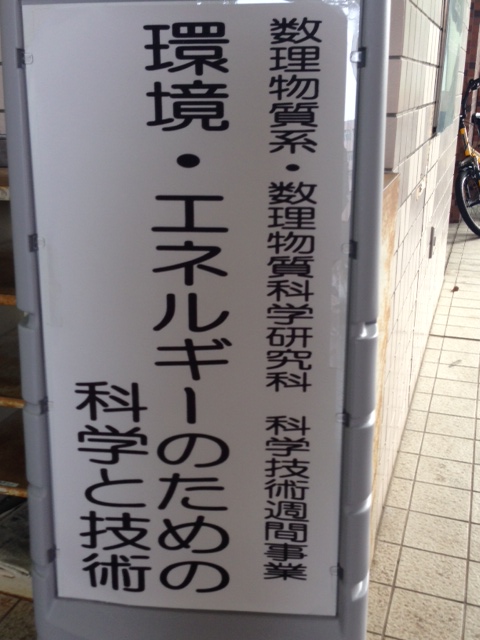 数理物質系・数理物質科学研究科 科学技術週間事業
環境・エネルギーのための
科学と技術